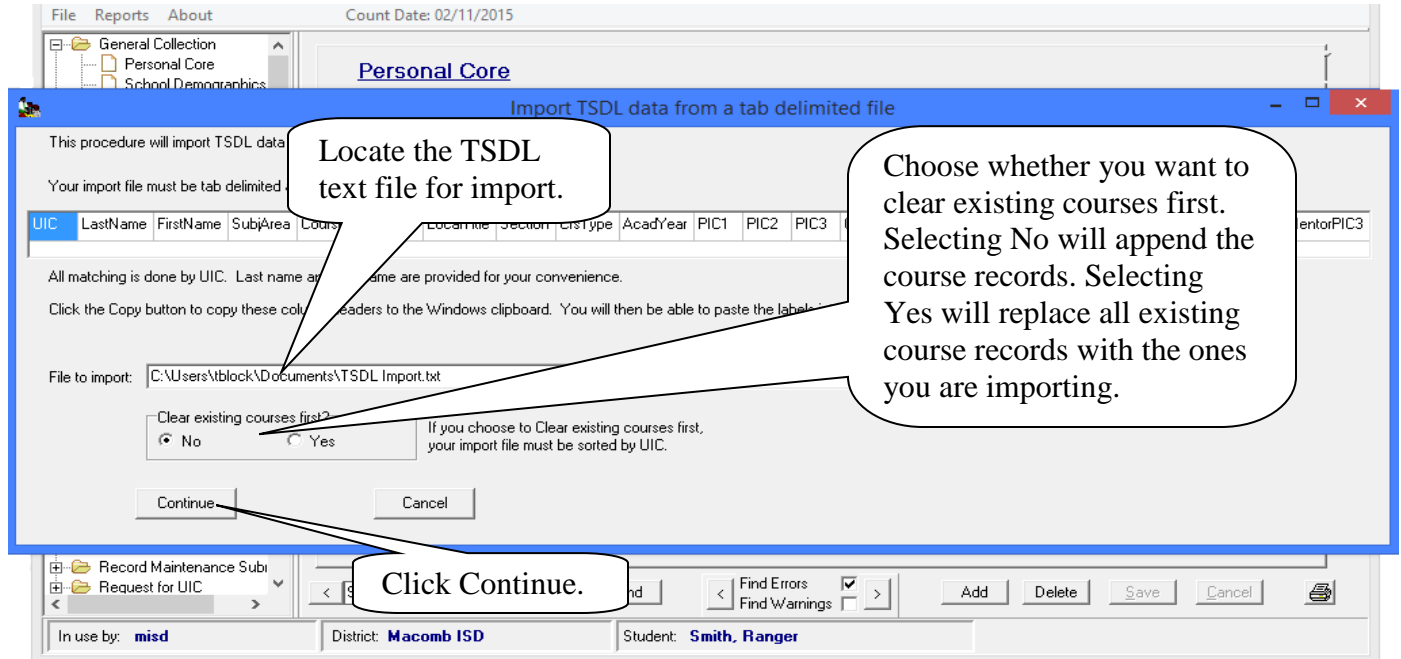 File Reports About Count Date: 02/11/2015
General Collection
Personal Core
School Demographics
Personal Core
Import TSDL data from a tab delimited file
This procedure will import TSDL data
Your import file must be tab delimited
Locate the TSDL
text file for import.
Choose whether you want to
clear existing courses first.
Selecting No will append the
course records. Selecting
Yes will replace all existing
course records with the ones
you are importing.
UIC LastName FirstName SubjArea Section CrsType AcadYear PIC1 PIC2 PIC3 entorPIC3
All matching is done by UIC. Last name are provided for your convenience.
Click the Copy button to copy these to the Windows clipboard. You will then be able to paste the labels
File to import: C:\Users\tblock\Documents\TSDL Import.txt
Clear existing courses first?
No Yes
If you choose to Clear existing courses first,
your import file must be sorted by UIC.
Continue Cancel
Click Continue.
Record Maintenance Subr
Request for UIC
< Find Errors > Add Delete Save Cancel
Find Warnings
In use by: misd District: Macomb ISD Student: Smith, Ranger